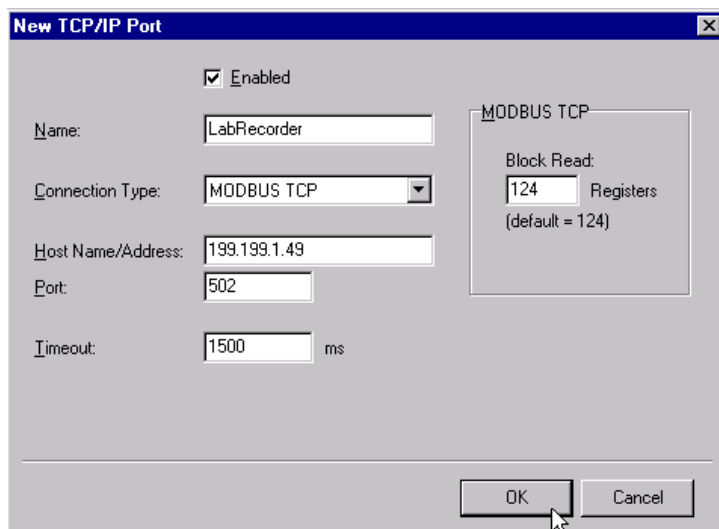 New TCP/IP Port
Enabled
Name: LabRecorder
Connection Type: MODBUS TCP
Host Name/Address: 199.199.1.49
Port: 502
Timeout: 1500 ms
MODBUS TCP
Block Read:
124 Registers
(default = 124)
OK Cancel